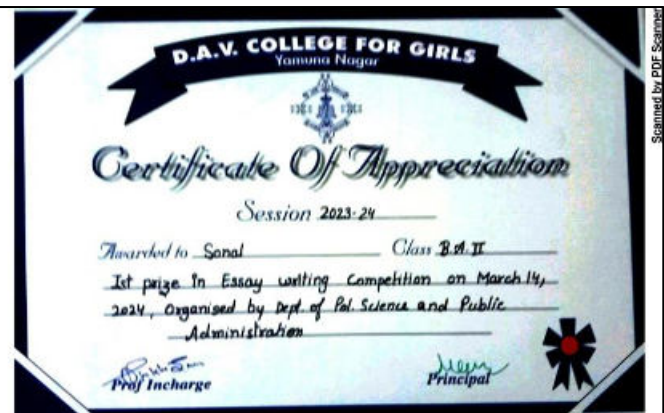 D.A.V. COLLEGE FOR GIRLS
Yamuna Nagar
Certificate Of Appreciation
Session 2023-24
Awarded to Sonal Class B.A. II
Ist prize in Essay writing Competition on March 14,
2024, Organised by Dept. of Pol. Science and Public
Administration
Prof Incharge Principal
Scanned by PDF Scanner